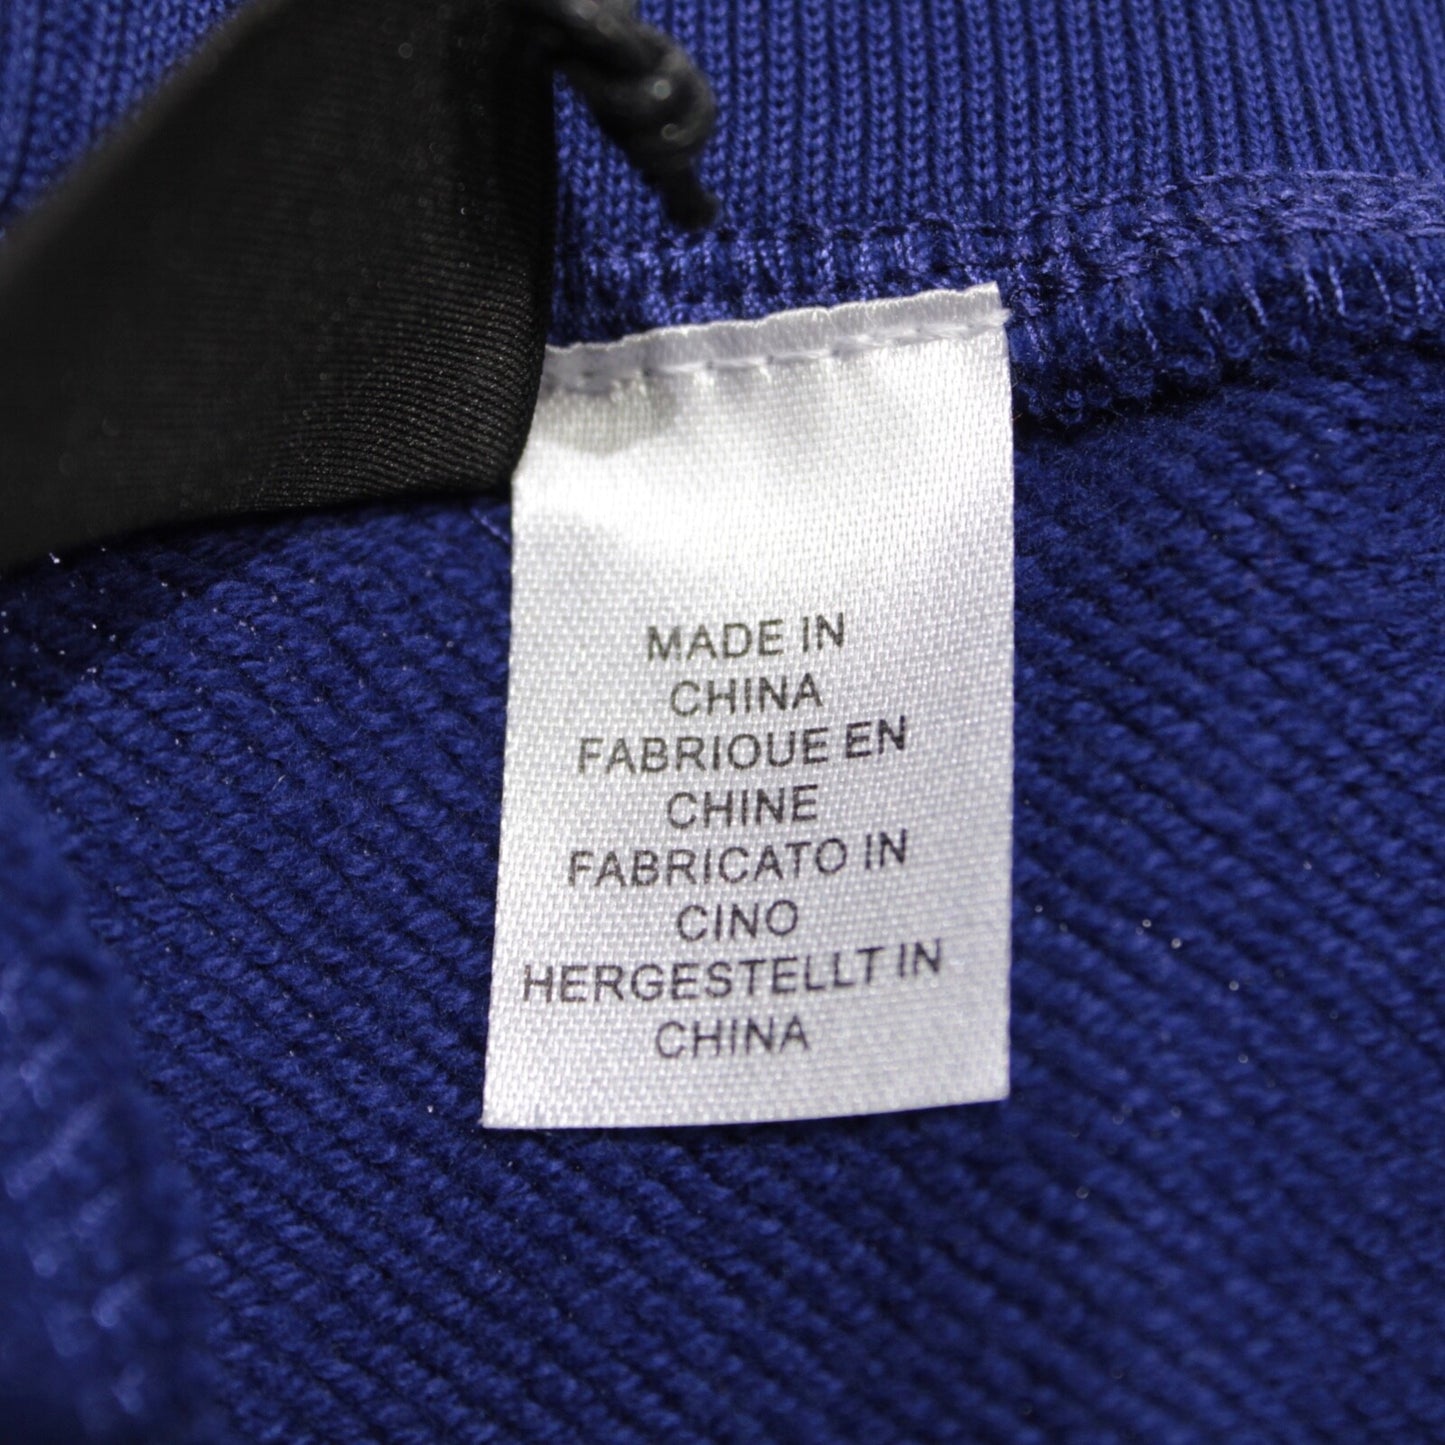 MADE IN
CHINA
FABRIOUE EN
CHINE
FABRICATO IN
CINO
HERGESTELLT IN
CHINA